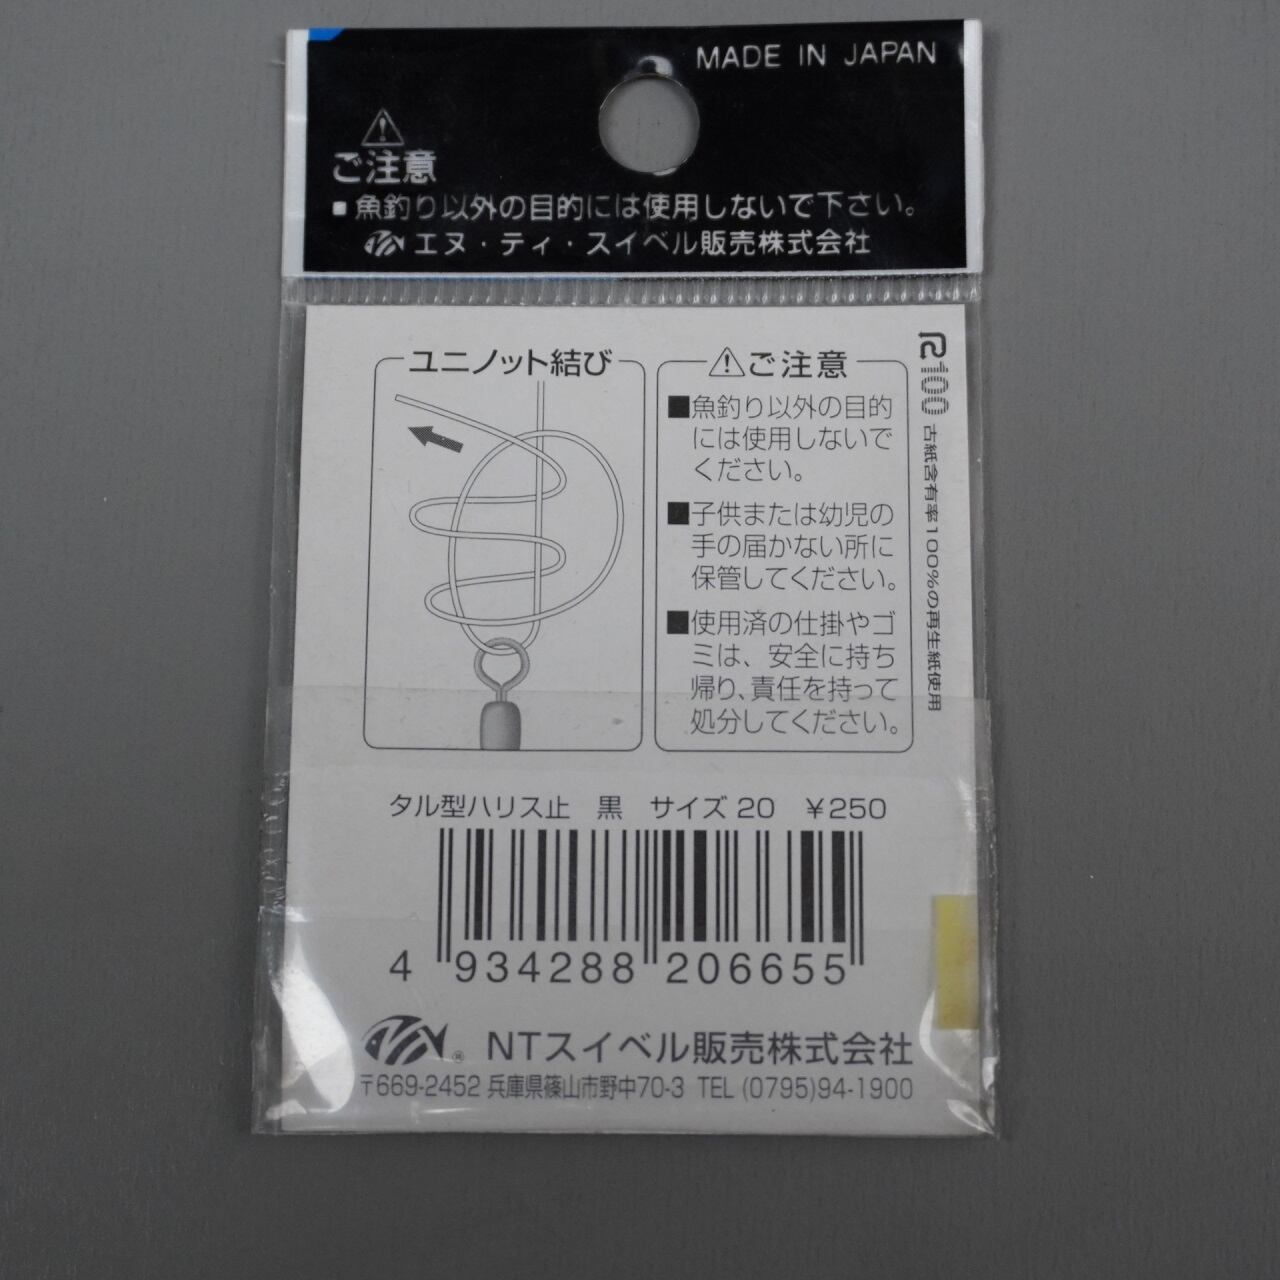 MADE IN JAPAN
ご注意
■魚釣り以外の目的には使用しないで下さい。
エヌ・ティ・スイベル販売株式会社
ユニノット結び
ご注意
■魚釣り以外の目的
には使用しないで
ください。
■子供または幼児の
手の届かない所に
保管してください。
■使用済の仕掛やゴ
ミは、安全に持ち
帰り、責任を持って
処分してください。
R100 古紙含有率100%の再生紙使用
タル型ハリス止 黒 サイズ20 ¥250
4 934288 206655
NTスイベル販売株式会社
〒669-2452 兵庫県篠山市野中70-3 TEL (0795)94-1900